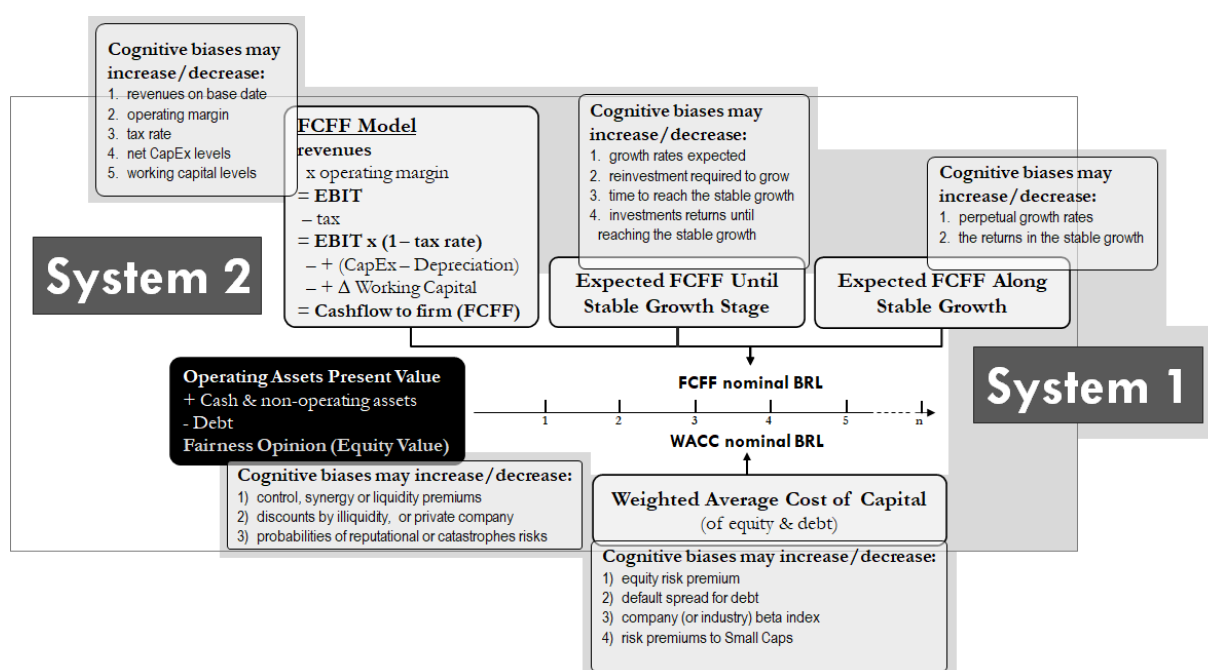 Cognitive biases may
increase/decrease:
1. revenues on base date
2. operating margin
3. tax rate
4. net CapEx levels
5. working capital levels
FCFF Model
revenues
x operating margin
= EBIT
– tax
= EBIT x (1– tax rate)
– + (CapEx – Depreciation)
– + Δ Working Capital
= Cashflow to firm (FCFF)
Cognitive biases may
increase/decrease:
1. growth rates expected
2. reinvestment required to grow
3. time to reach the stable growth
4. investments returns until
reaching the stable growth
Cognitive biases may
increase/decrease:
1. perpetual growth rates
2. the returns in the stable growth
System 2
Expected FCFF Until
Stable Growth Stage
Expected FCFF Along
Stable Growth
System 1
Operating Assets Present Value
+ Cash & non-operating assets
- Debt
Fairness Opinion (Equity Value)
FCFF nominal BRL
1 2 3 4 5 n
WACC nominal BRL
Cognitive biases may increase/decrease:
1) control, synergy or liquidity premiums
2) discounts by illiquidity, or private company
3) probabilities of reputational or catastrophes risks
Weighted Average Cost of Capital
(of equity & debt)
Cognitive biases may increase/decrease:
1) equity risk premium
2) default spread for debt
3) company (or industry) beta index
4) risk premiums to Small Caps